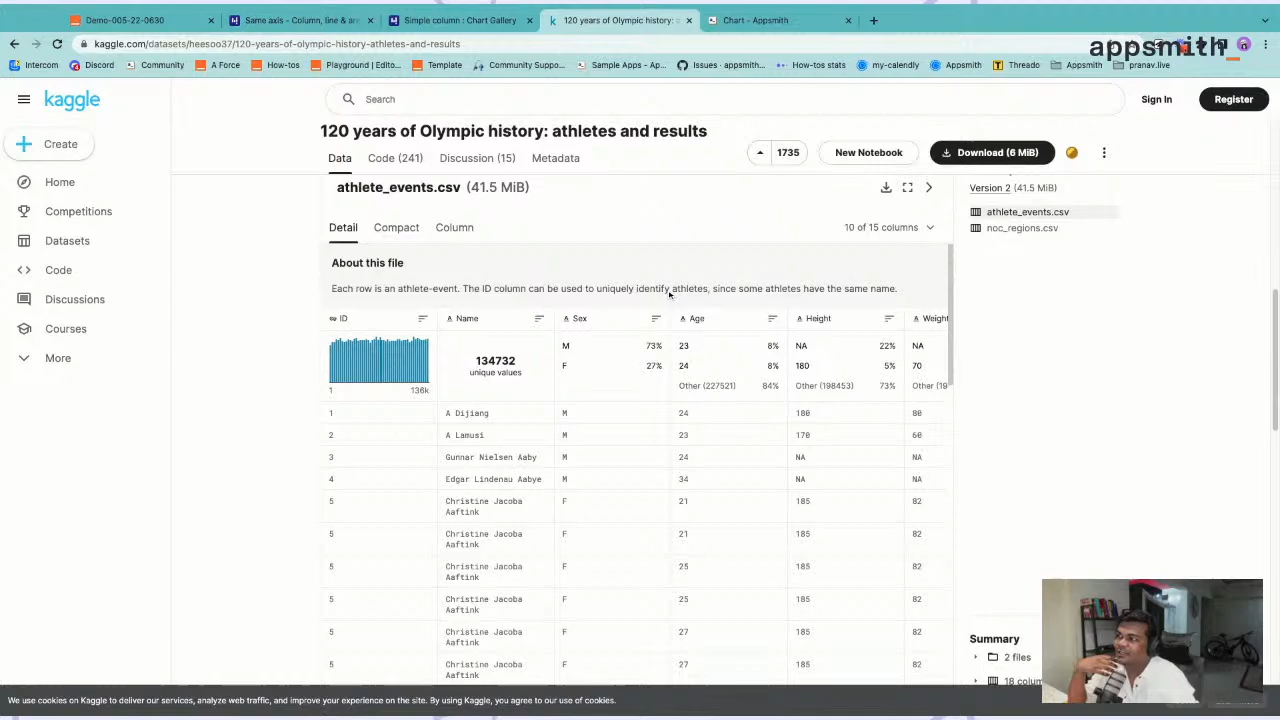 Demo-005-22-0630
Same axis - Column, line & are
Simple column : Chart Gallery
120 years of Olympic history: a
Chart - Appsmith
kaggle.com/datasets/heesoo37/120-years-of-olympic-history-athletes-and-results
appsmith_
Intercom
Discord
Community
A Force
How-tos
Playground | Edito...
Template
Community Suppo...
Sample Apps - Ap...
Issues · appsmith...
How-tos stats
my-calendly
Appsmith
Threado
Appsmith
pranav.live
kaggle
Search
Sign In
Register
Create
Home
Competitions
Datasets
Code
Discussions
Courses
More
120 years of Olympic history: athletes and results
Data
Code (241)
Discussion (15)
Metadata
1735
New Notebook
Download (6 MiB)
athlete_events.csv (41.5 MiB)
Version 2 (41.5 MiB)
athlete_events.csv
noc_regions.csv
Detail
Compact
Column
10 of 15 columns
About this file
Each row is an athlete-event. The ID column can be used to uniquely identify athletes, since some athletes have the same name.
ID Name Sex Age Height Weight
134732
unique values
1 136k
M 73%
F 27%
23 8%
24 8%
Other (227521) 84%
NA 22%
180 5%
Other (198453) 73%
NA
70
Other (19
1 A Dijiang M 24 180 80
2 A Lamusi M 23 170 60
3 Gunnar Nielsen Aaby M 24 NA NA
4 Edgar Lindenau Aabye M 34 NA NA
5 Christine Jacoba F 21 185 82
Aaftink
5 Christine Jacoba F 21 185 82
Aaftink
5 Christine Jacoba F 25 185 82
Aaftink
5 Christine Jacoba F 25 185 82
Aaftink
5 Christine Jacoba F 27 185 82
Aaftink
5 Christine Jacoba F 27 185 82
Aaftink
Summary
2 files
18 colum
We use cookies on Kaggle to deliver our services, analyze web traffic, and improve your experience on the site. By using Kaggle, you agree to our use of cookies.